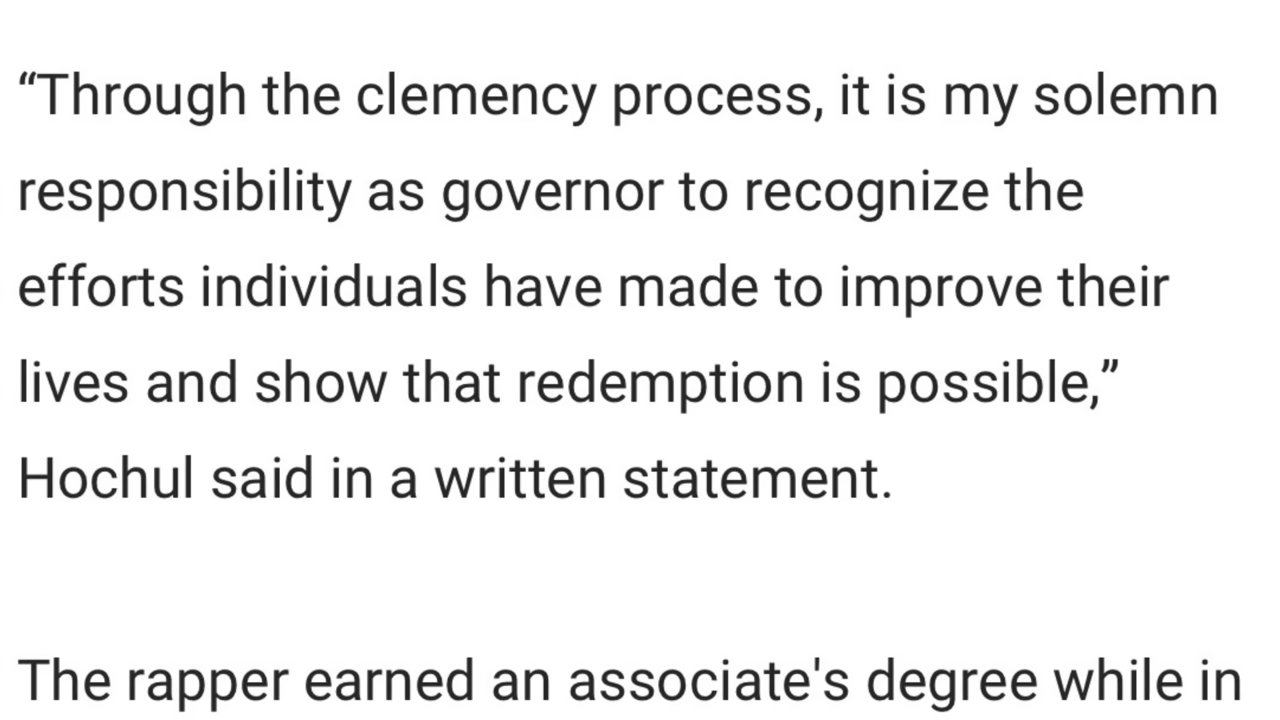 “Through the clemency process, it is my solemn
responsibility as governor to recognize the
efforts individuals have made to improve their
lives and show that redemption is possible,”
Hochul said in a written statement.
The rapper earned an associate's degree while in